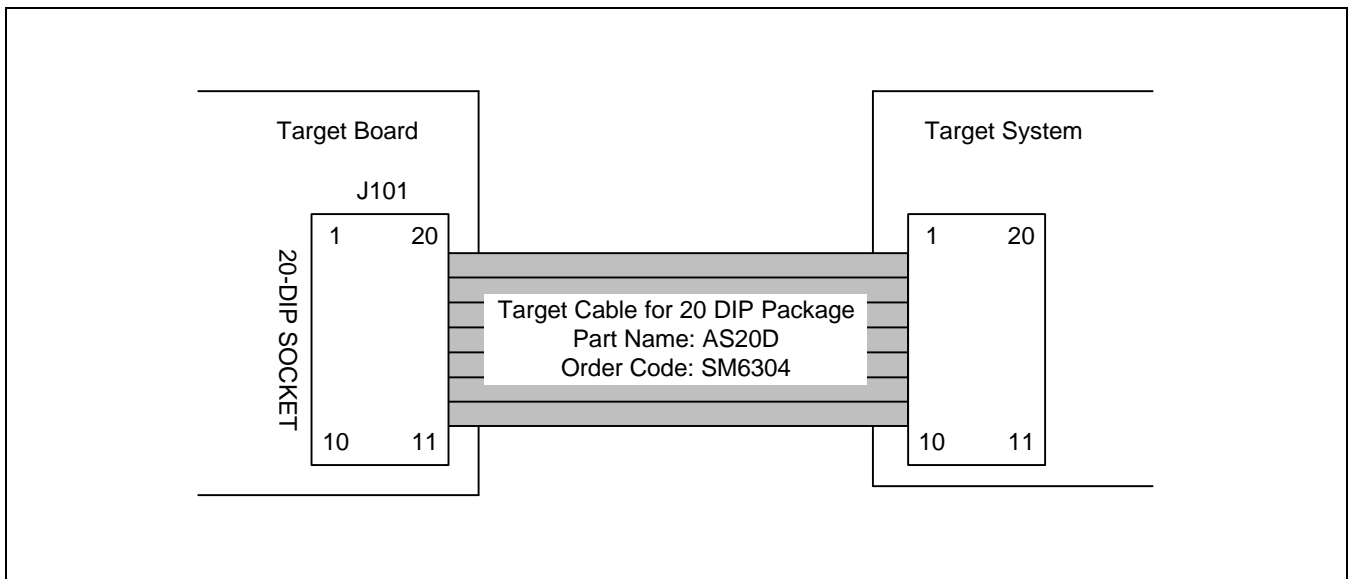 Target Board
Target System
J101
1 20
10 11
20-DIP SOCKET
Target Cable for 20 DIP Package
Part Name: AS20D
Order Code: SM6304
1 20
10 11